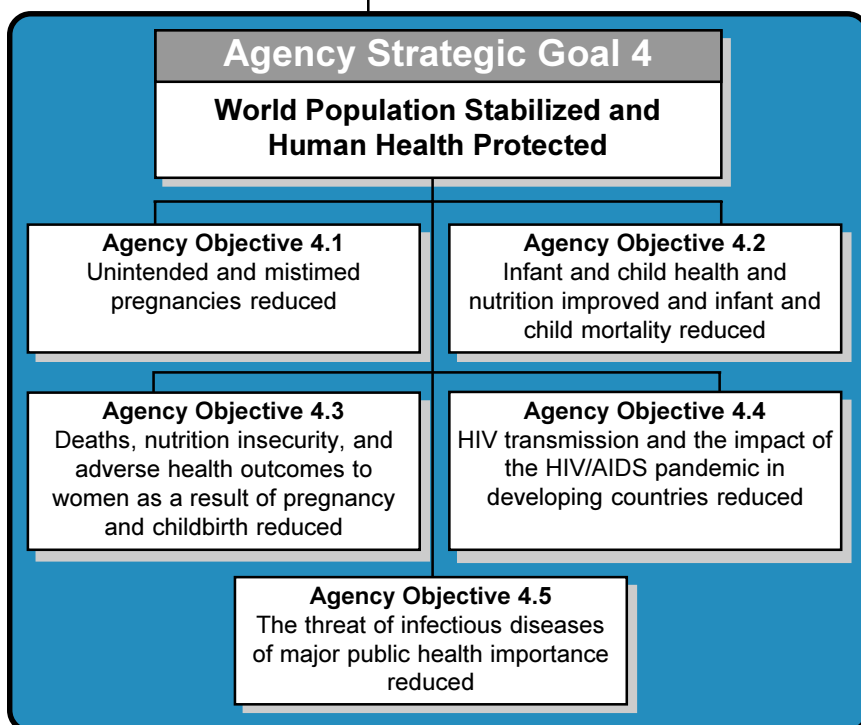 Agency Strategic Goal 4
World Population Stabilized and
Human Health Protected
Agency Objective 4.1
Unintended and mistimed
pregnancies reduced
Agency Objective 4.2
Infant and child health and
nutrition improved and infant and
child mortality reduced
Agency Objective 4.3
Deaths, nutrition insecurity, and
adverse health outcomes to
women as a result of pregnancy
and childbirth reduced
Agency Objective 4.4
HIV transmission and the impact of
the HIV/AIDS pandemic in
developing countries reduced
Agency Objective 4.5
The threat of infectious diseases
of major public health importance
reduced